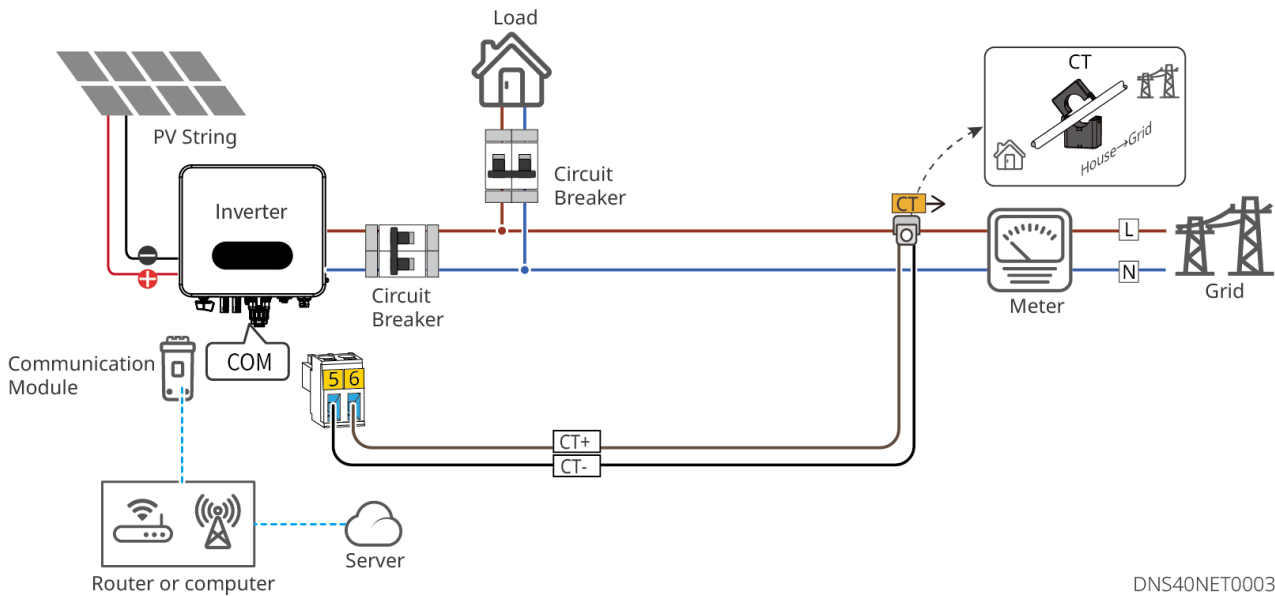 Load
CT
House→Grid
PV String
Circuit
Breaker
Inverter
CT
L
N
Grid
Meter
Circuit
Breaker
Communication
Module
COM
5 6
CT+
CT-
Server
Router or computer
DNS40NET0003